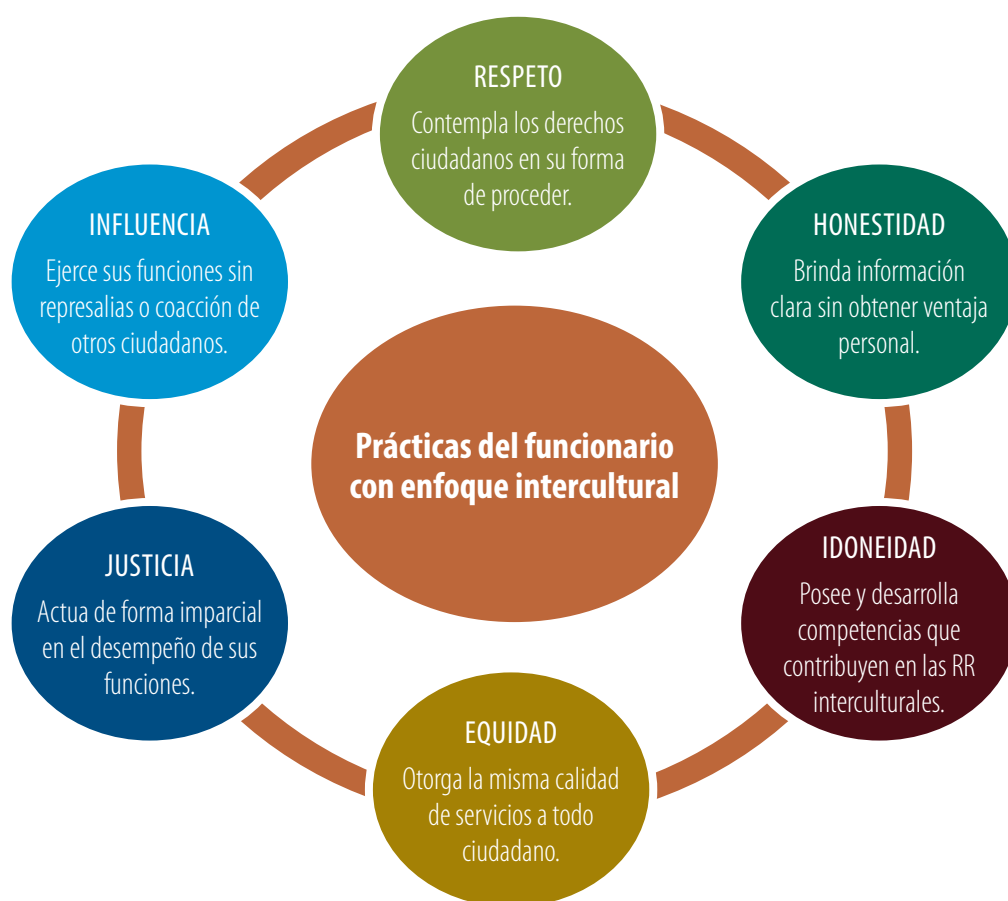 RESPETO
Contempla los derechos
ciudadanos en su forma
de proceder.
HONESTIDAD
Brinda información
clara sin obtener ventaja
personal.
IDONEIDAD
Posee y desarrolla
competencias que
contribuyen en las RR
interculturales.
EQUIDAD
Otorga la misma calidad
de servicios a todo
ciudadano.
JUSTICIA
Actua de forma imparcial
en el desempeño de sus
funciones.
INFLUENCIA
Ejerce sus funciones sin
represalias o coacción de
otros ciudadanos.
Prácticas del funcionario
con enfoque intercultural